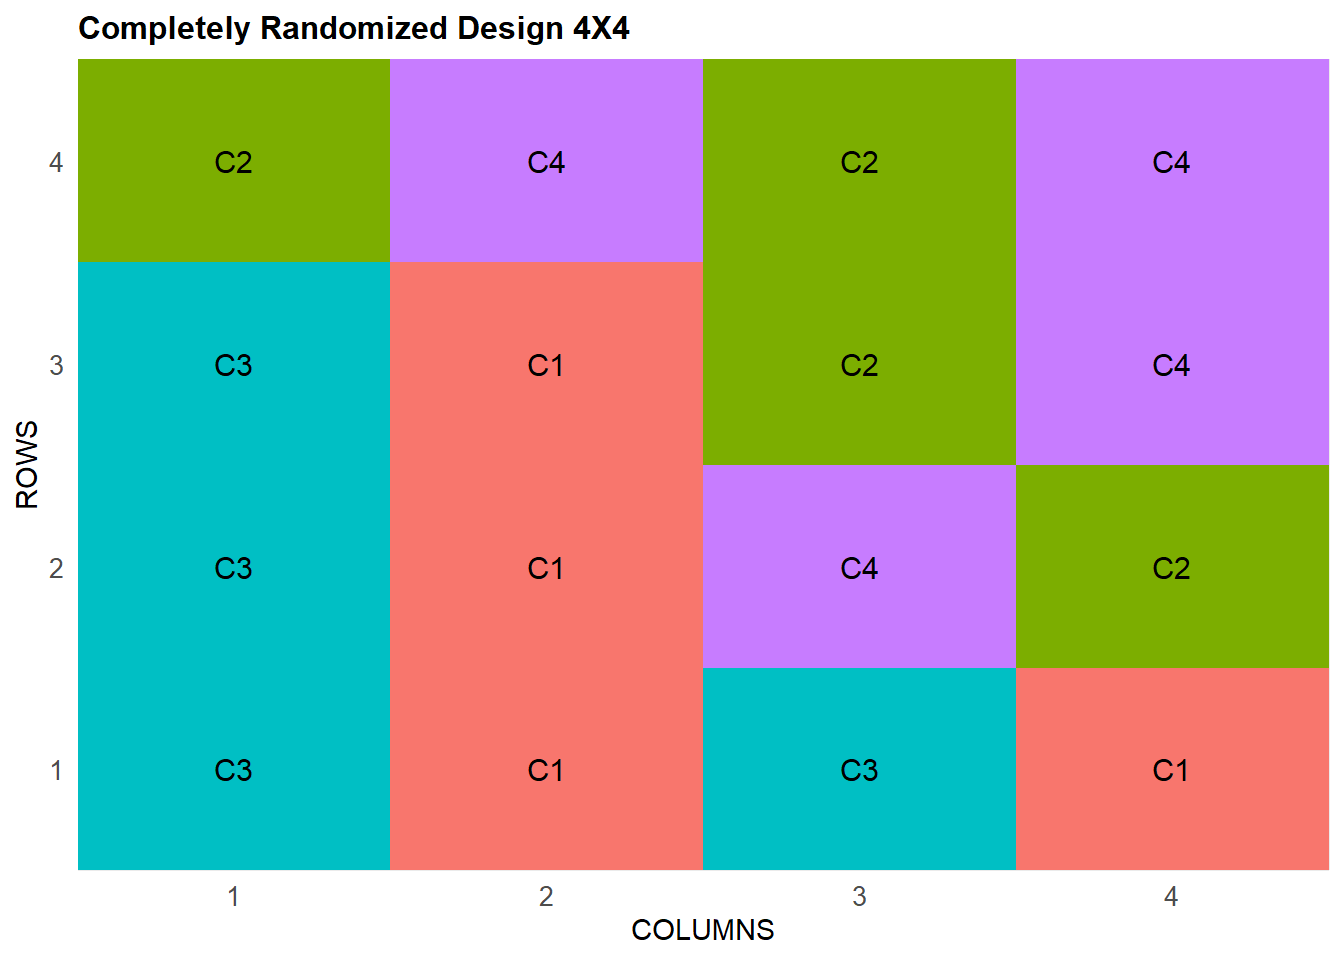 Completely Randomized Design 4X4
4 C2 C4 C2 C4
3 C3 C1 C2 C4
ROWS
2 C3 C1 C4 C2
1 C3 C1 C3 C1
1 2 3 4
COLUMNS